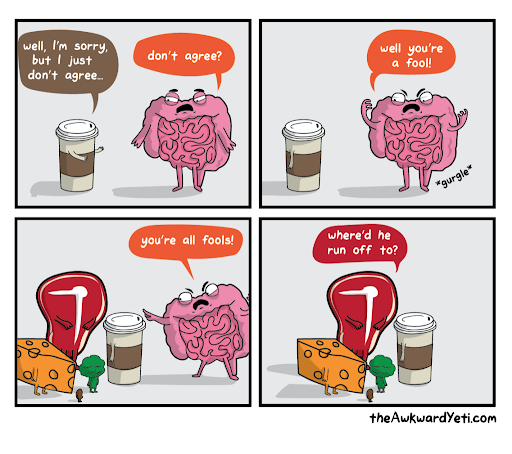 well, I'm sorry,
but I just
don't agree...
don't agree?
well you're
a fool!
*gurgle*
you're all fools!
where'd he
run off to?
theAwkwardYeti.com